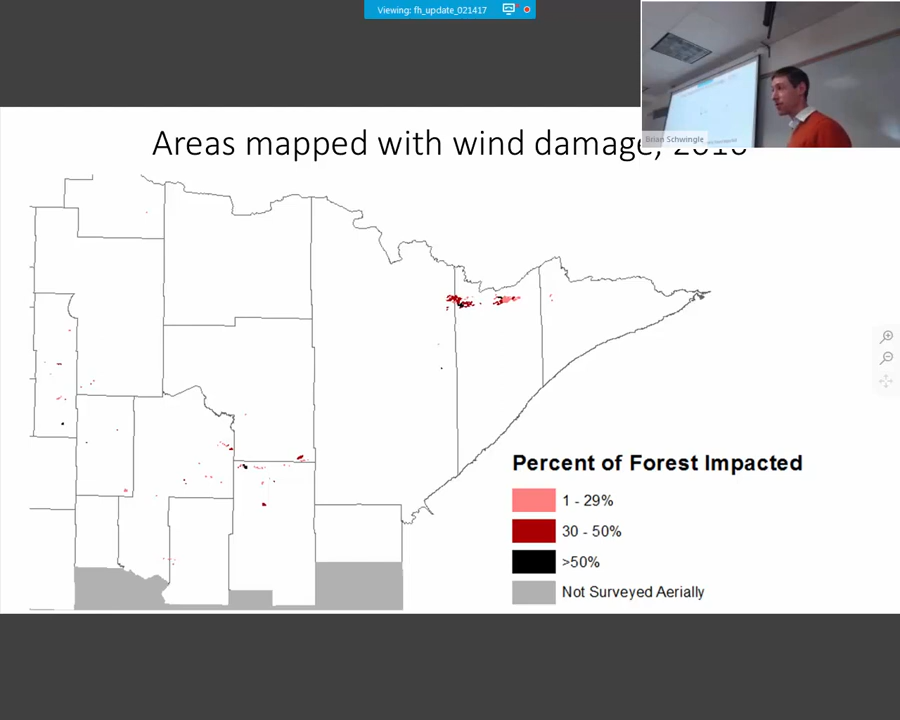 Viewing: fh_update_021417
Brian Schwingle
Areas mapped with wind damage, 2016
Percent of Forest Impacted
1 - 29%
30 - 50%
>50%
Not Surveyed Aerially